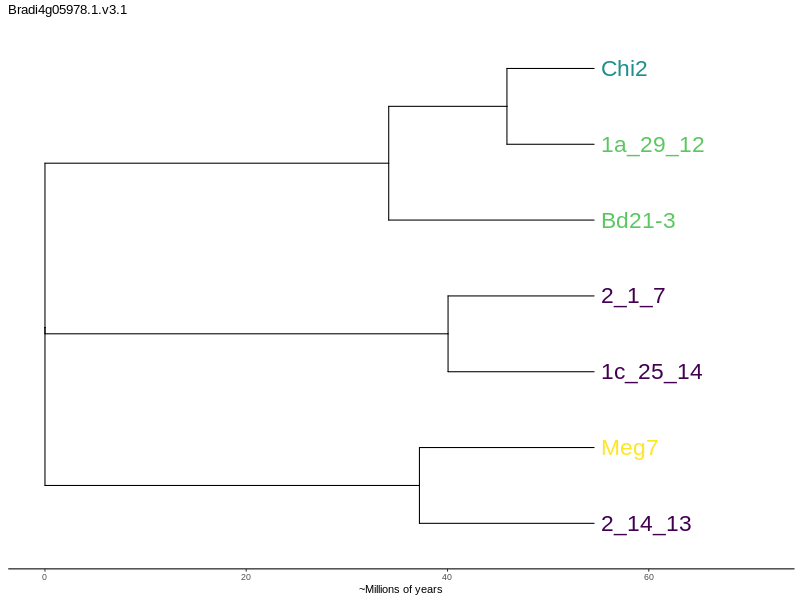 Bradi4g05978.1.v3.1
Chi2
1a_29_12
Bd21-3
2_1_7
1c_25_14
Meg7
2_14_13
0 20 40 60
~Millions of years